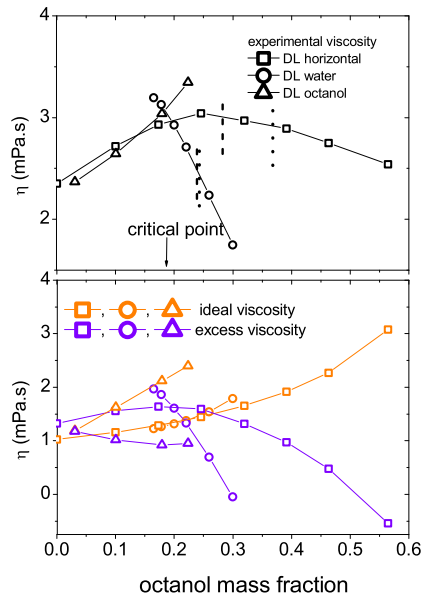 4
experimental viscosity
DL horizontal
DL water
DL octanol
3
η (mPa.s)
2
critical point
4
, , ideal viscosity
, , excess viscosity
3
2
η (mPa.s)
1
0
0.0 0.1 0.2 0.3 0.4 0.5 0.6
octanol mass fraction